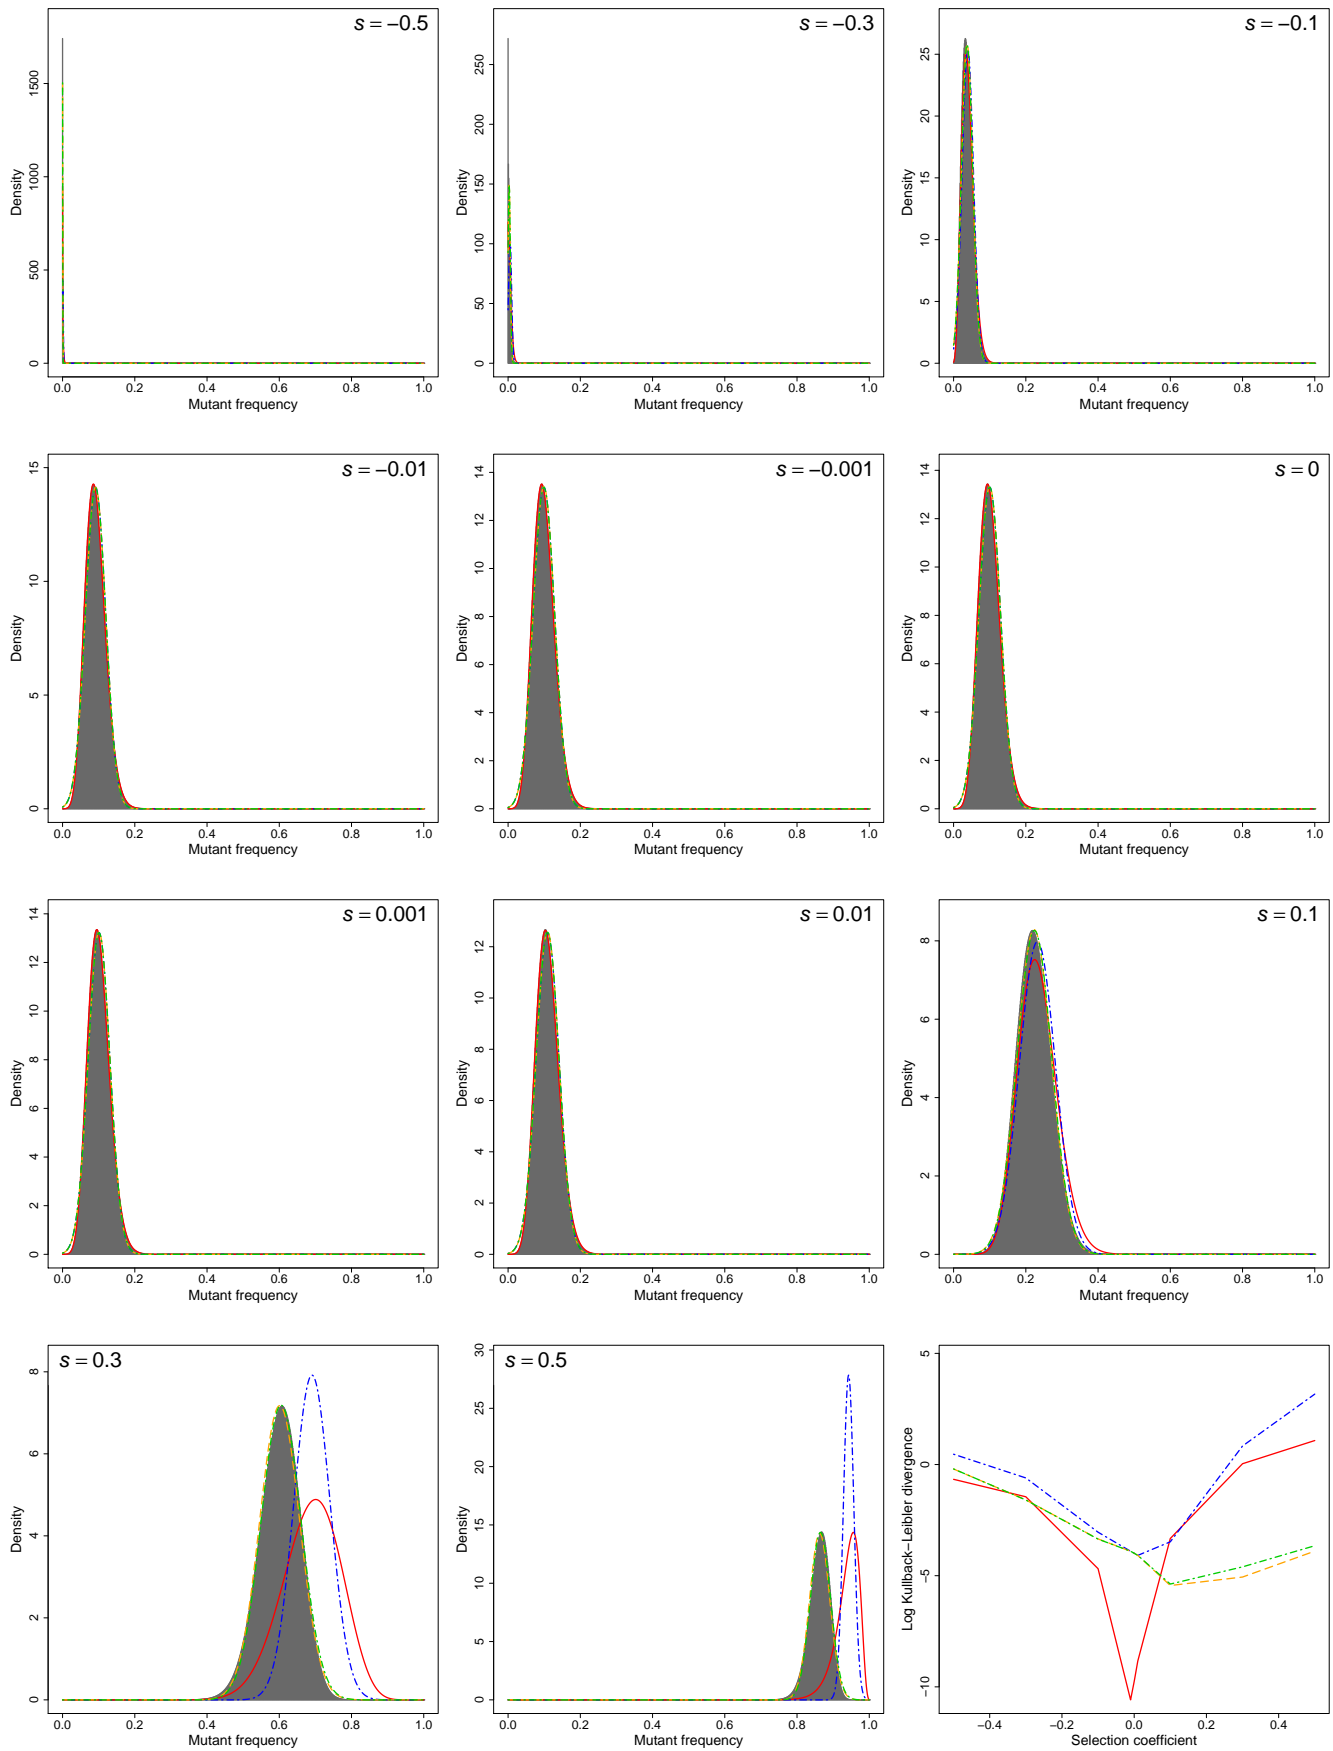 s = −0.5
Density
0 500 1000 1500
0.0 0.2 0.4 0.6 0.8 1.0
Mutant frequency
s = −0.3
Density
0 50 100 150 200 250
0.0 0.2 0.4 0.6 0.8 1.0
Mutant frequency
s = −0.1
Density
0 5 10 15 20 25
0.0 0.2 0.4 0.6 0.8 1.0
Mutant frequency
s = −0.01
Density
0 5 10 15
0.0 0.2 0.4 0.6 0.8 1.0
Mutant frequency
s = −0.001
Density
0 2 4 6 8 10 12 14
0.0 0.2 0.4 0.6 0.8 1.0
Mutant frequency
s = 0
Density
0 2 4 6 8 10 12 14
0.0 0.2 0.4 0.6 0.8 1.0
Mutant frequency
s = 0.001
Density
0 2 4 6 8 10 12 14
0.0 0.2 0.4 0.6 0.8 1.0
Mutant frequency
s = 0.01
Density
0 2 4 6 8 10 12
0.0 0.2 0.4 0.6 0.8 1.0
Mutant frequency
s = 0.1
Density
0 2 4 6 8
0.0 0.2 0.4 0.6 0.8 1.0
Mutant frequency
s = 0.3
Density
0 2 4 6 8
0.0 0.2 0.4 0.6 0.8 1.0
Mutant frequency
s = 0.5
Density
0 5 10 15 20 25 30
0.0 0.2 0.4 0.6 0.8 1.0
Mutant frequency
Log Kullback−Leibler divergence
−10 −5 0 5
−0.4 −0.2 0.0 0.2 0.4
Selection coefficient